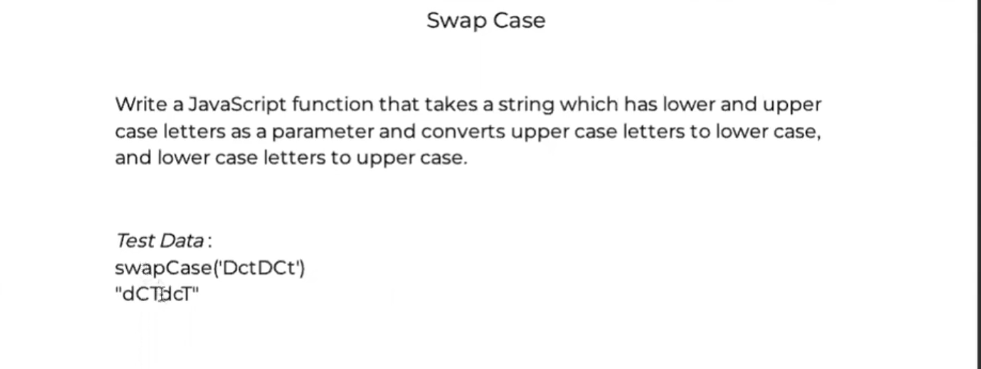 Swap Case
Write a JavaScript function that takes a string which has lower and upper
case letters as a parameter and converts upper case letters to lower case,
and lower case letters to upper case.
Test Data :
swapCase('DctDCt')
"dCTdcT"